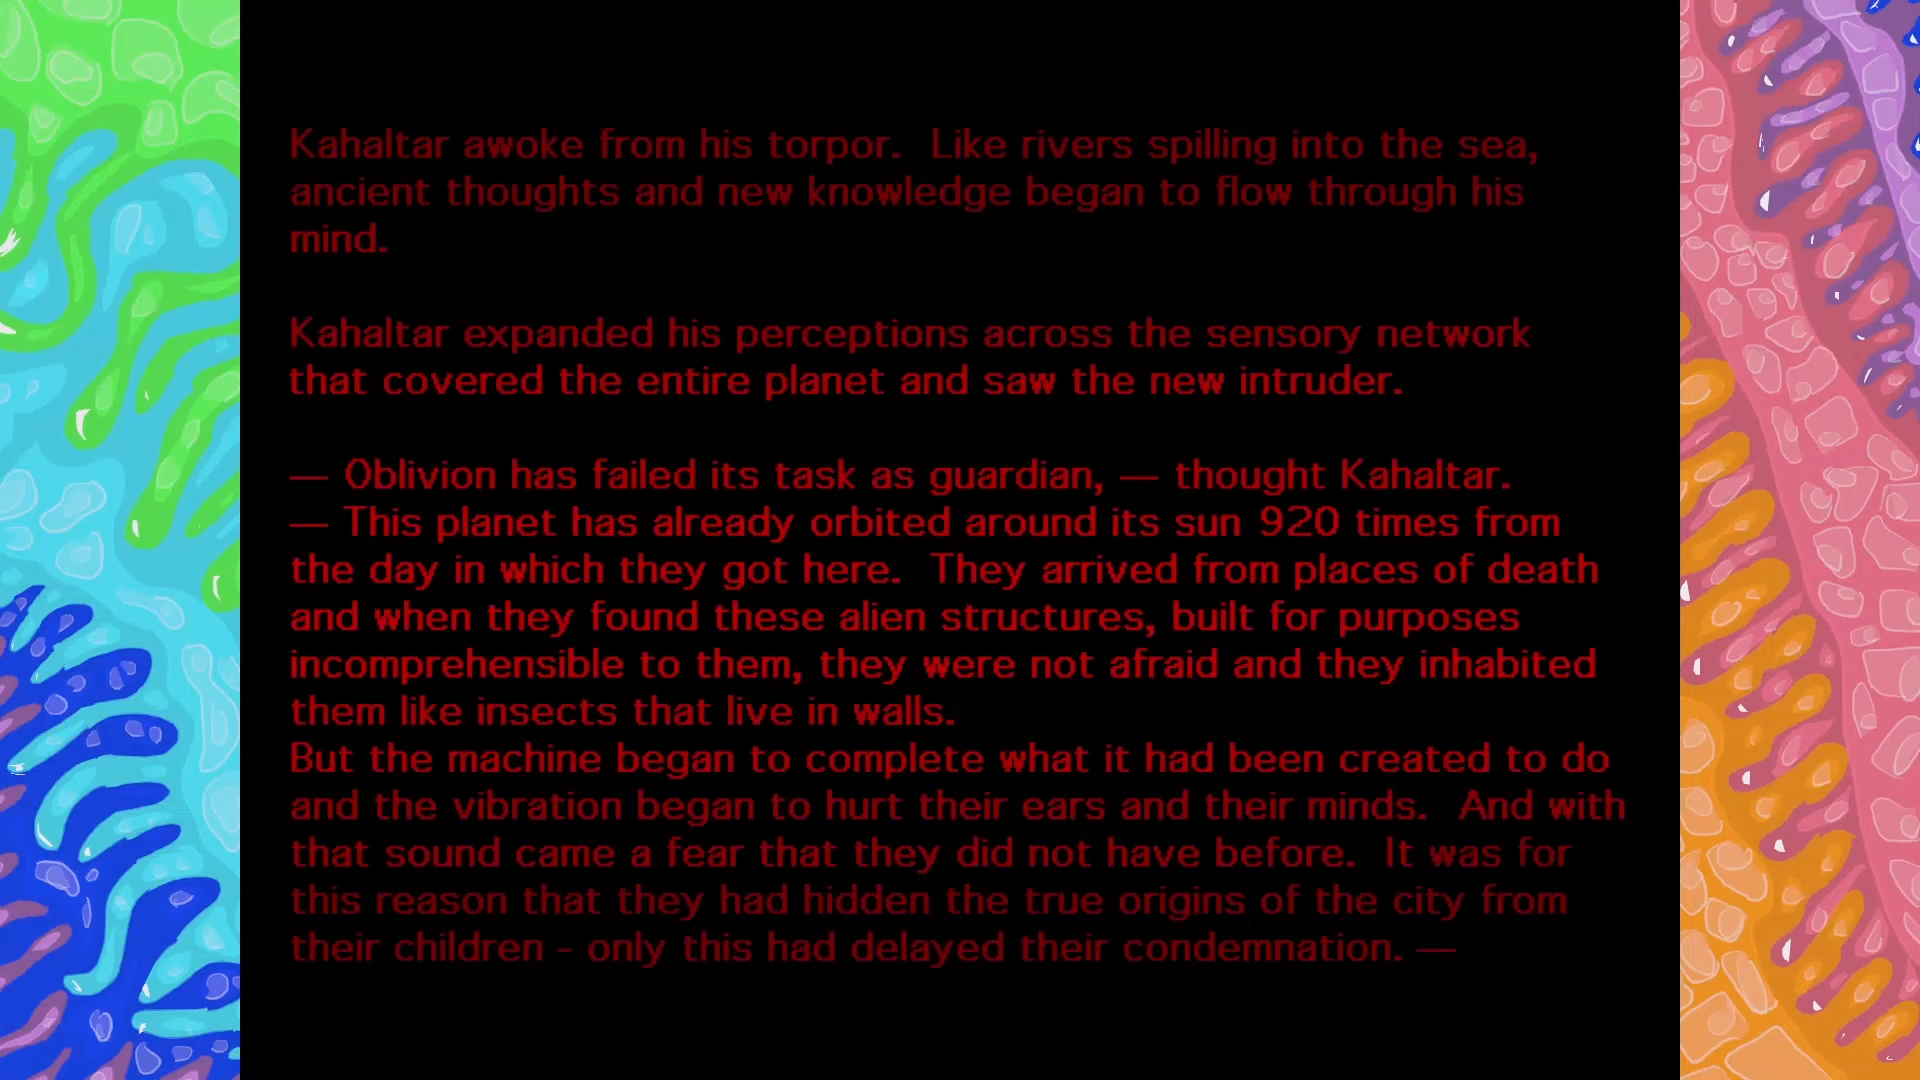 Kahaltar awoke from his torpor.  Like rivers spilling into the sea,
ancient thoughts and new knowledge began to flow through his
mind.
Kahaltar expanded his perceptions across the sensory network
that covered the entire planet and saw the new intruder.
— Oblivion has failed its task as guardian, — thought Kahaltar.
— This planet has already orbited around its sun 920 times from
the day in which they got here.  They arrived from places of death
and when they found these alien structures, built for purposes
incomprehensible to them, they were not afraid and they inhabited
them like insects that live in walls.
But the machine began to complete what it had been created to do
and the vibration began to hurt their ears and their minds.  And with
that sound came a fear that they did not have before.  It was for
this reason that they had hidden the true origins of the city from
their children - only this had delayed their condemnation. —